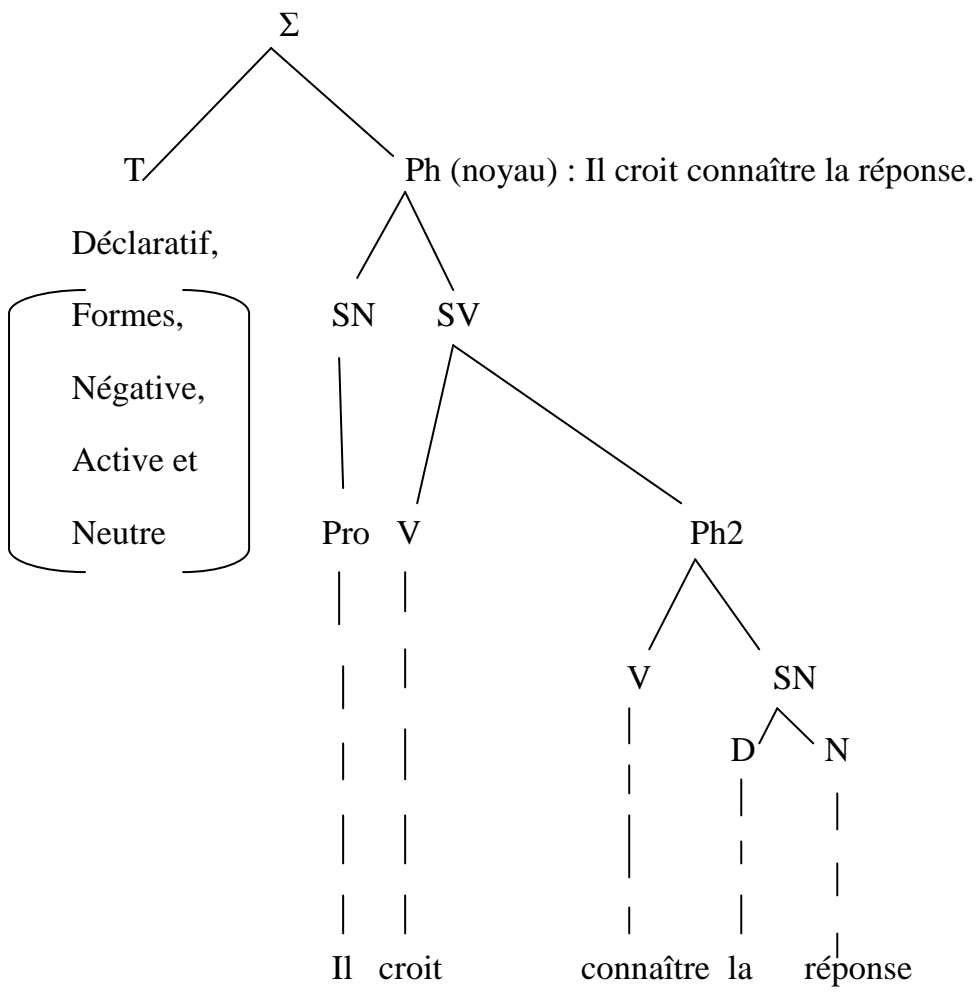 Σ
T Ph (noyau) : Il croit connaître la réponse.
Déclaratif,
Formes, SN SV
Négative,
Active et
Neutre Pro V Ph2
V SN
D N
Il croit connaître la réponse